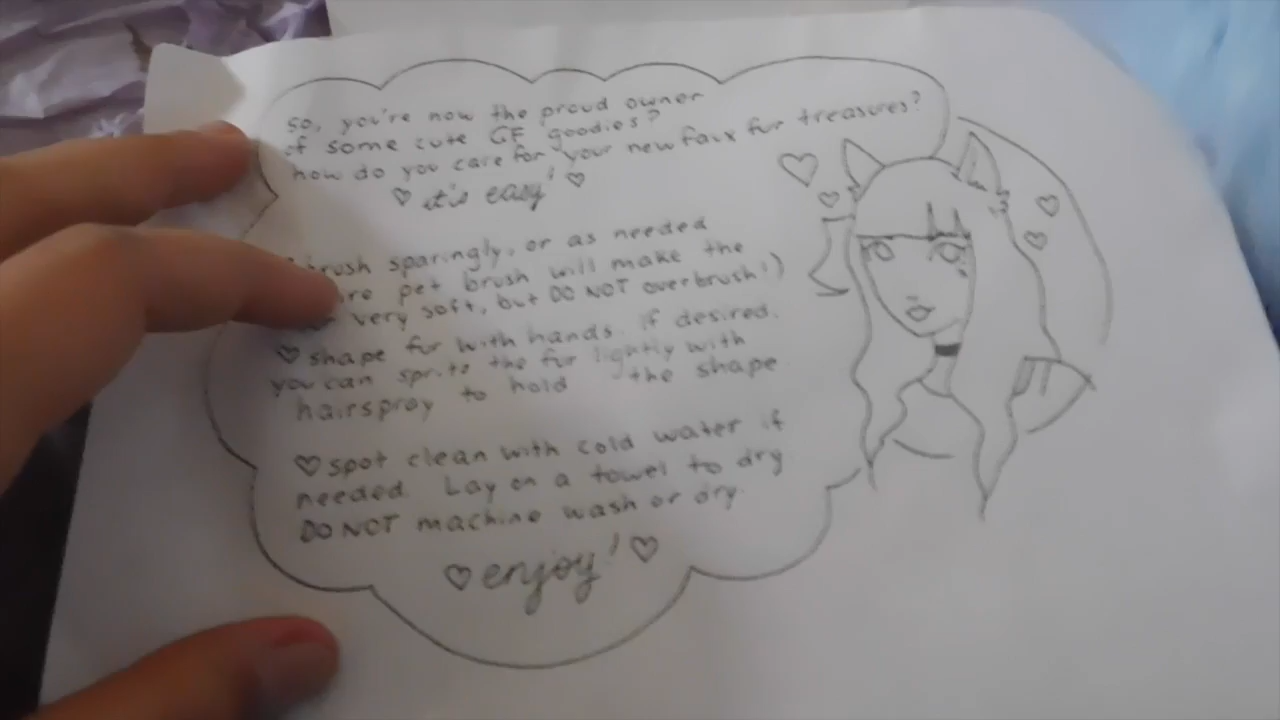 so, you're now the proud owner
of some cute GF goodies?
how do you care for your new faux fur treasures?
♡ it's easy! ♡
brush sparingly, or as needed
pet brush will make the
very soft, but DO NOT overbrush!)
♡ shape fur with hands. if desired,
you can spritz the fur lightly with
hairspray to hold the shape
♡ spot clean with cold water if
needed. Lay on a towel to dry
DO NOT machine wash or dry.
♡ enjoy! ♡